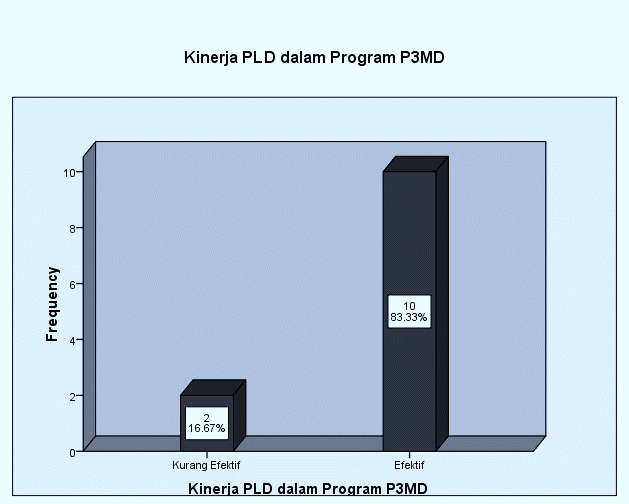 Kinerja PLD dalam Program P3MD
Frequency
10
8
6
4
2
0
2
16.67%
10
83.33%
Kurang Efektif
Efektif
Kinerja PLD dalam Program P3MD